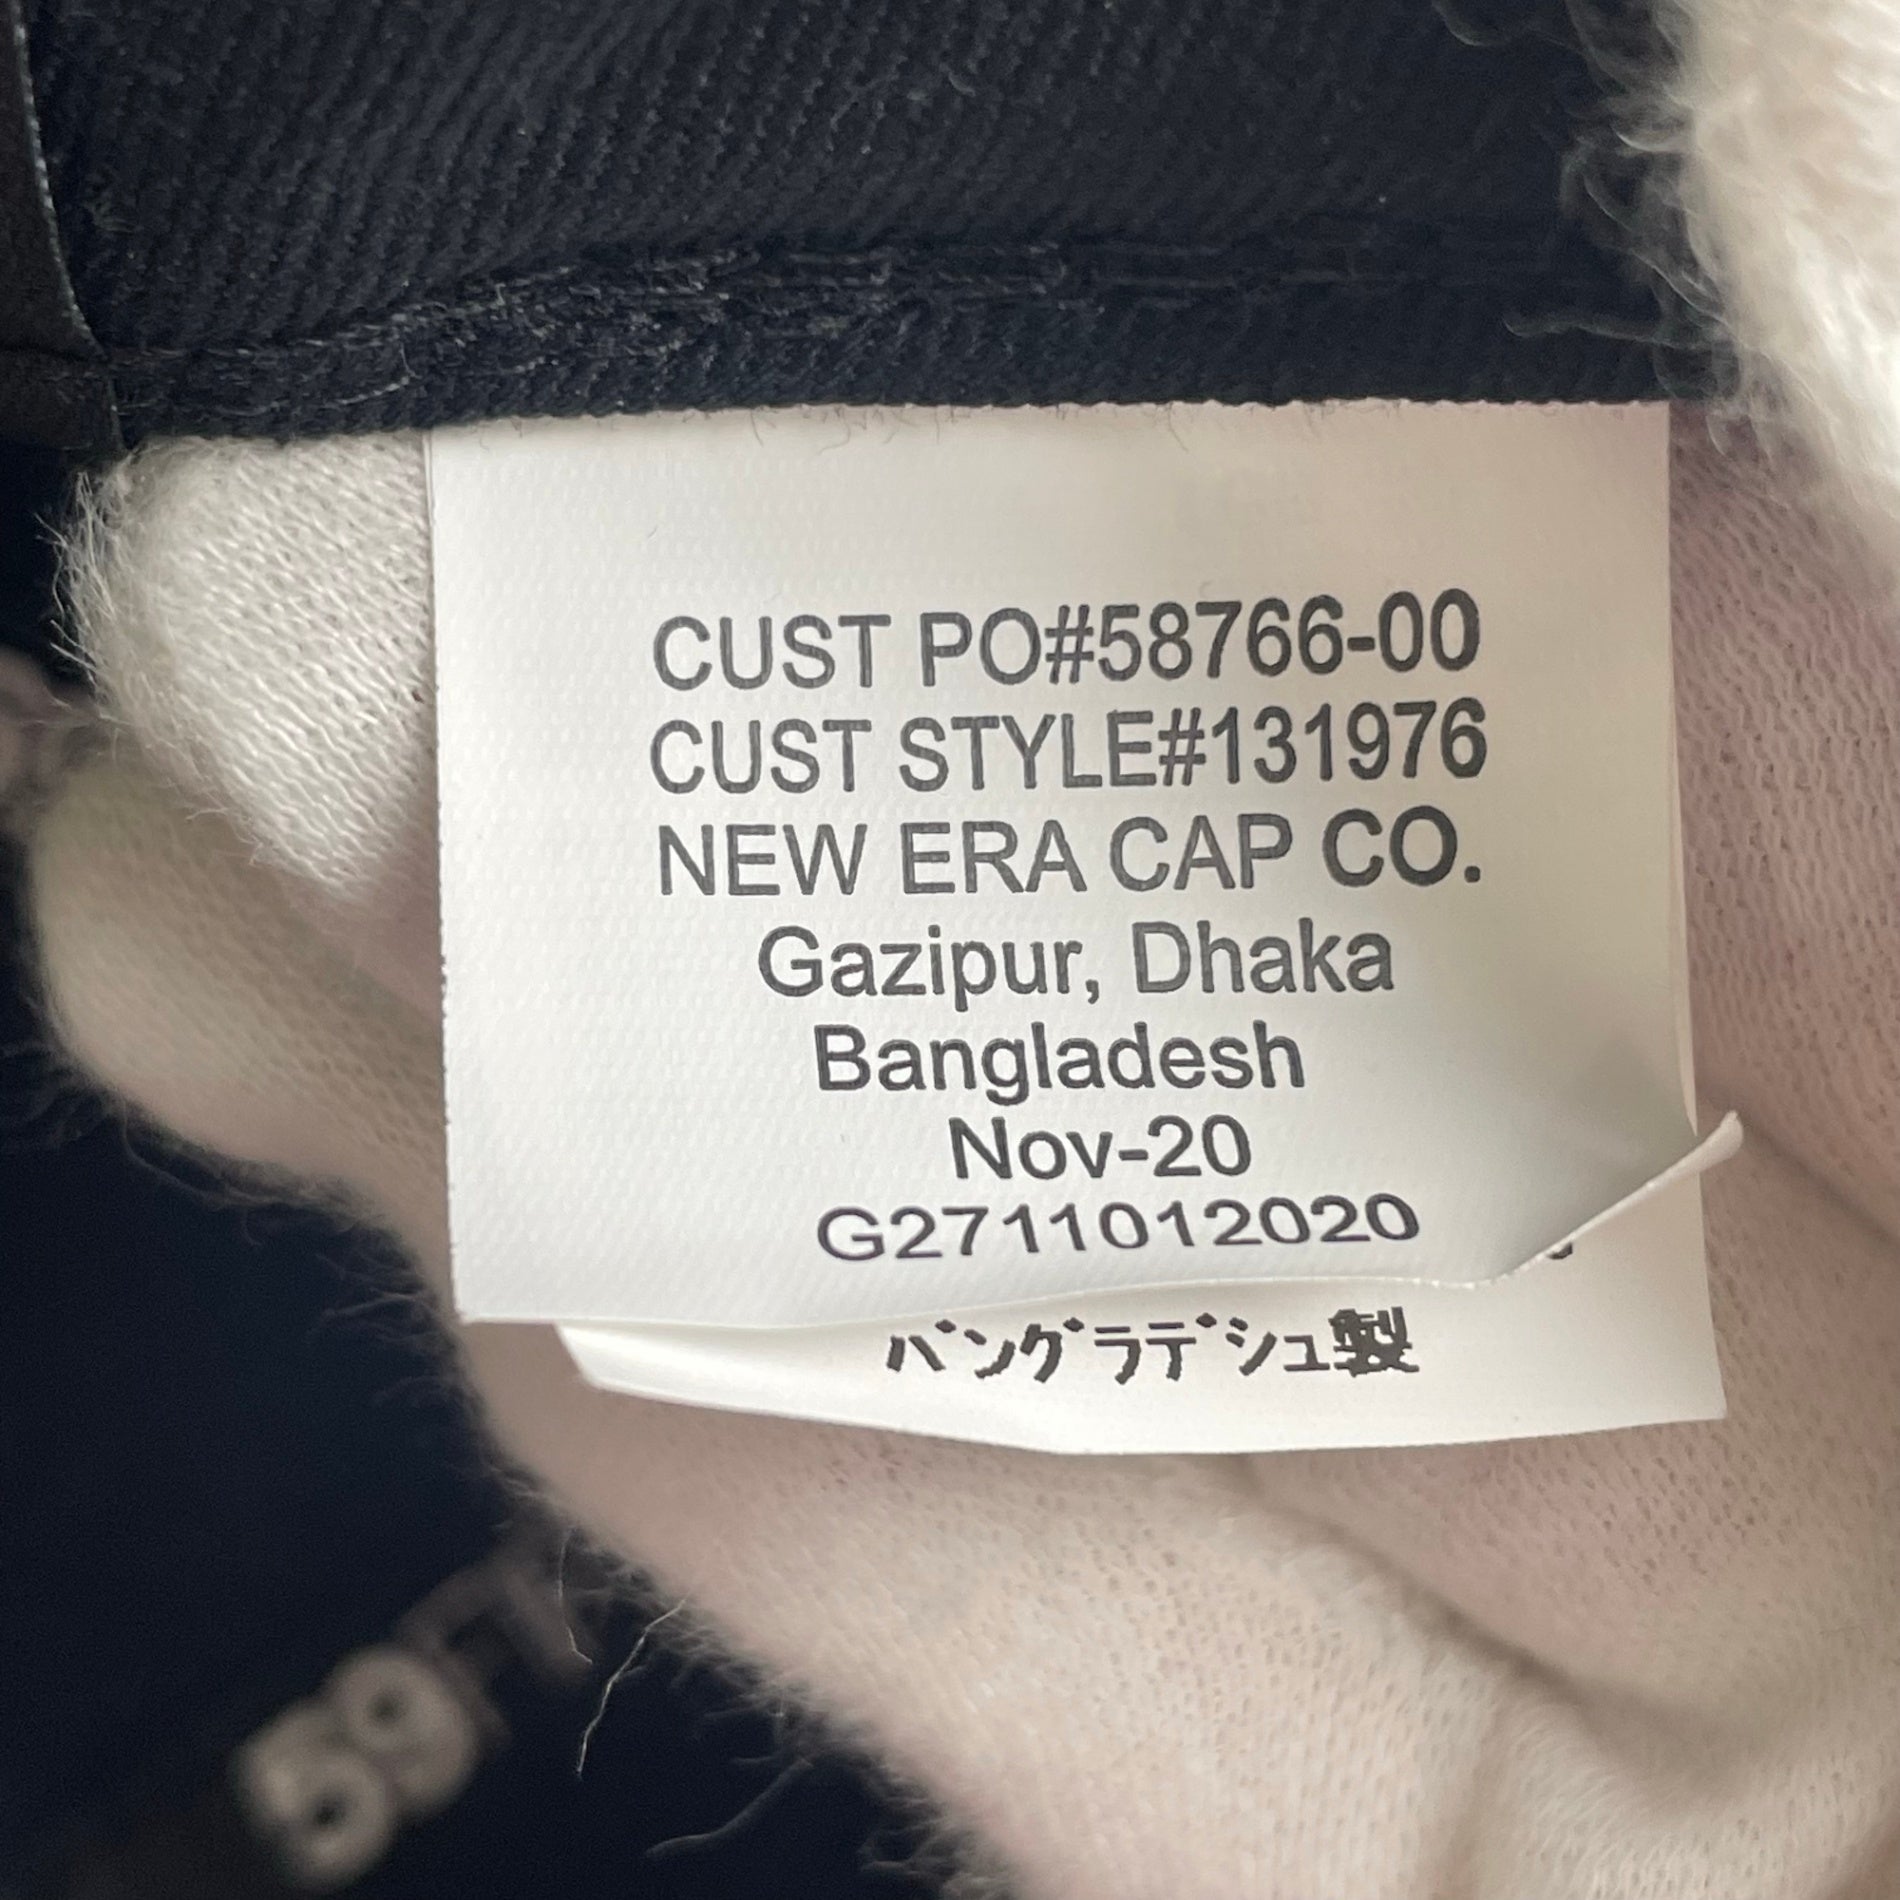 CUST PO#58766-00
CUST STYLE#131976
NEW ERA CAP CO.
Gazipur, Dhaka
Bangladesh
Nov-20
G2711012020
バングラデシュ製